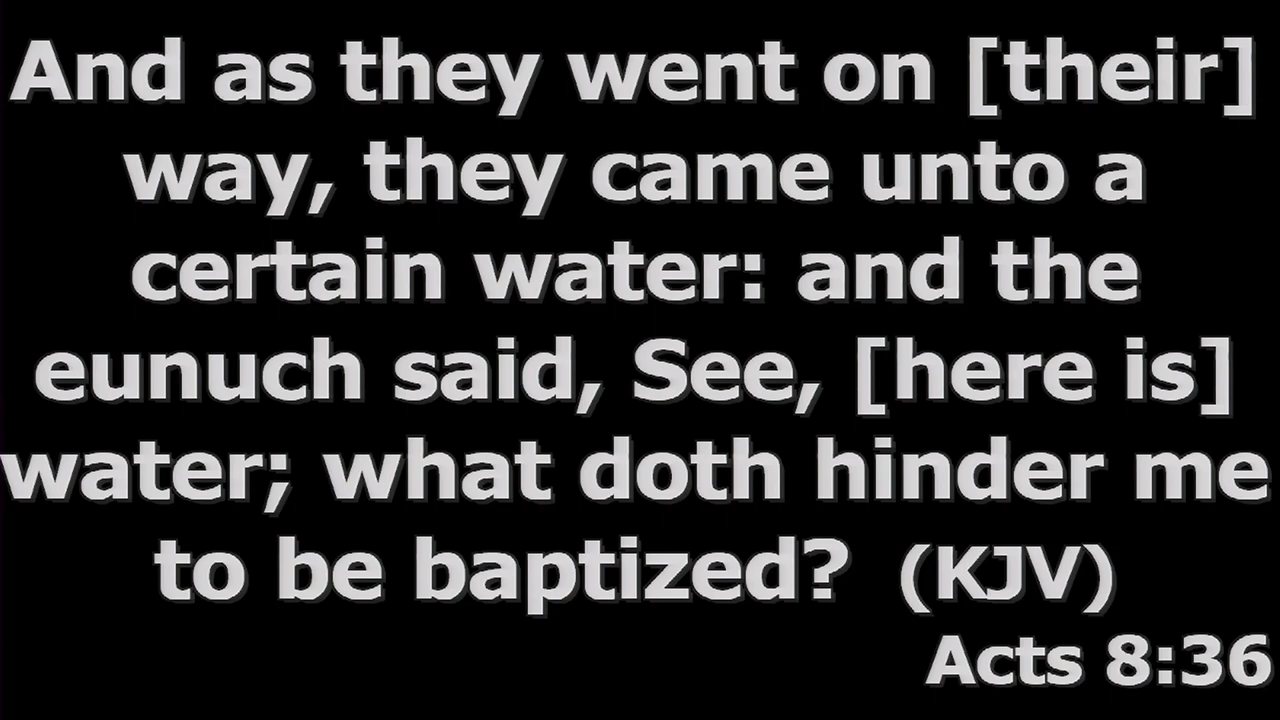 And as they went on [their]
way, they came unto a
certain water: and the
eunuch said, See, [here is]
water; what doth hinder me
to be baptized? (KJV)
Acts 8:36